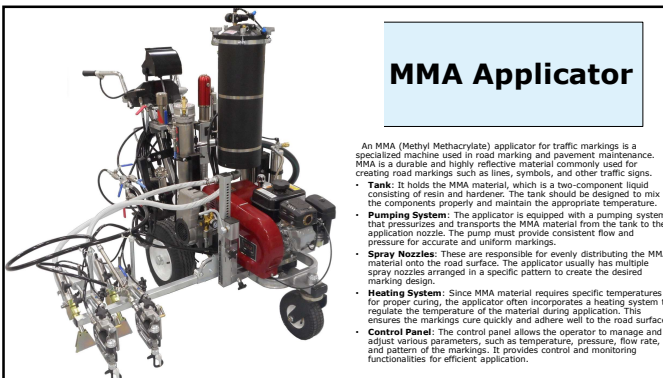 MMA Applicator
An MMA (Methyl Methacrylate) applicator for traffic markings is a
specialized machine used in road marking and pavement maintenance.
MMA is a durable and highly reflective material commonly used for
creating road markings such as lines, symbols, and other traffic signs.
• Tank: It holds the MMA material, which is a two-component liquid
consisting of resin and hardener. The tank should be designed to mix
the components properly and maintain the appropriate temperature.
• Pumping System: The applicator is equipped with a pumping system
that pressurizes and transports the MMA material from the tank to the
application nozzle. The pump must provide consistent flow and
pressure for accurate and uniform markings.
• Spray Nozzles: These are responsible for evenly distributing the
material onto the road surface. The applicator usually has multiple
spray nozzles arranged in a specific pattern to create the desired
marking design.
• Heating System: Since MMA material requires specific temperatures
for proper curing, the applicator often incorporates a heating system
regulate the temperature of the material during application. This
ensures the markings cure quickly and adhere well to the road
• Control Panel: The control panel allows the operator to manage and
adjust various parameters, such as temperature, pressure, flow rate,
and pattern of the markings. It provides control and monitoring
functionalities for efficient application.